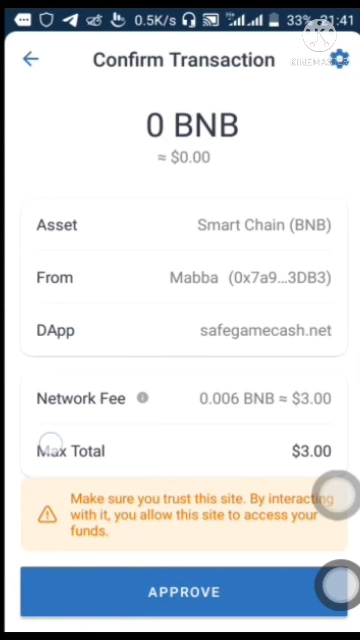 0.5K/s 33% 21:41
Confirm Transaction
KINEMASTER
0 BNB
≈ $0.00
Asset Smart Chain (BNB)
From Mabba (0x7a9...3DB3)
DApp safegamecash.net
Network Fee 0.006 BNB ≈ $3.00
Max Total $3.00
Make sure you trust this site. By interacting
with it, you allow this site to access your
funds.
APPROVE